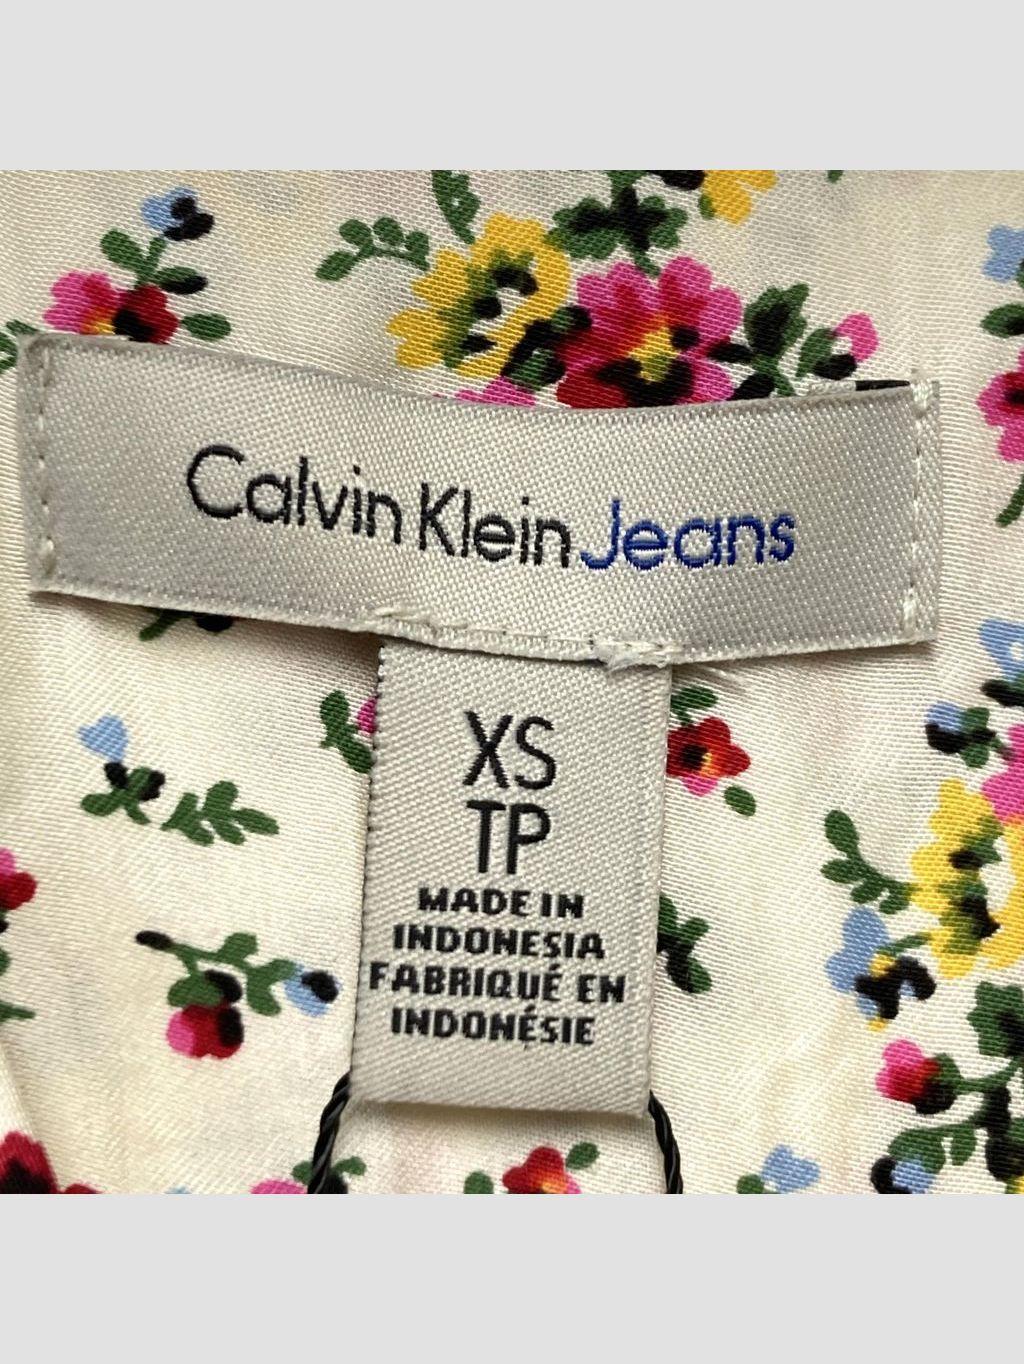 Calvin Klein Jeans
XS
TP
MADE IN
INDONESIA
FABRIQUÉ EN
INDONÉSIE